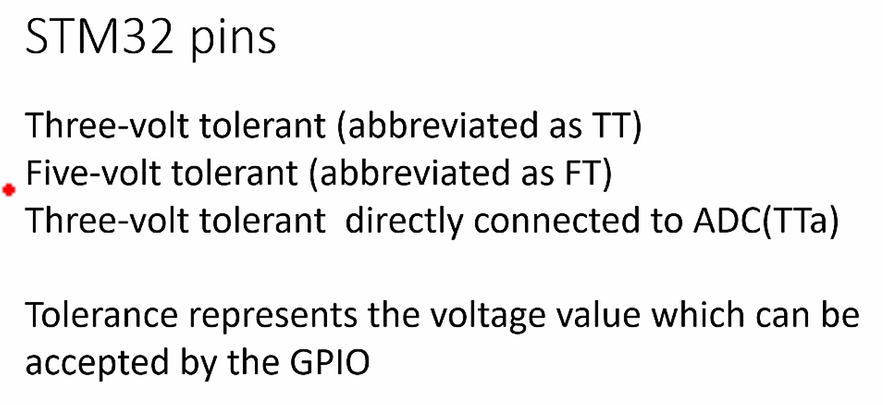 STM32 pins
Three-volt tolerant (abbreviated as TT)
Five-volt tolerant (abbreviated as FT)
Three-volt tolerant  directly connected to ADC(TTa)
Tolerance represents the voltage value which can be
accepted by the GPIO